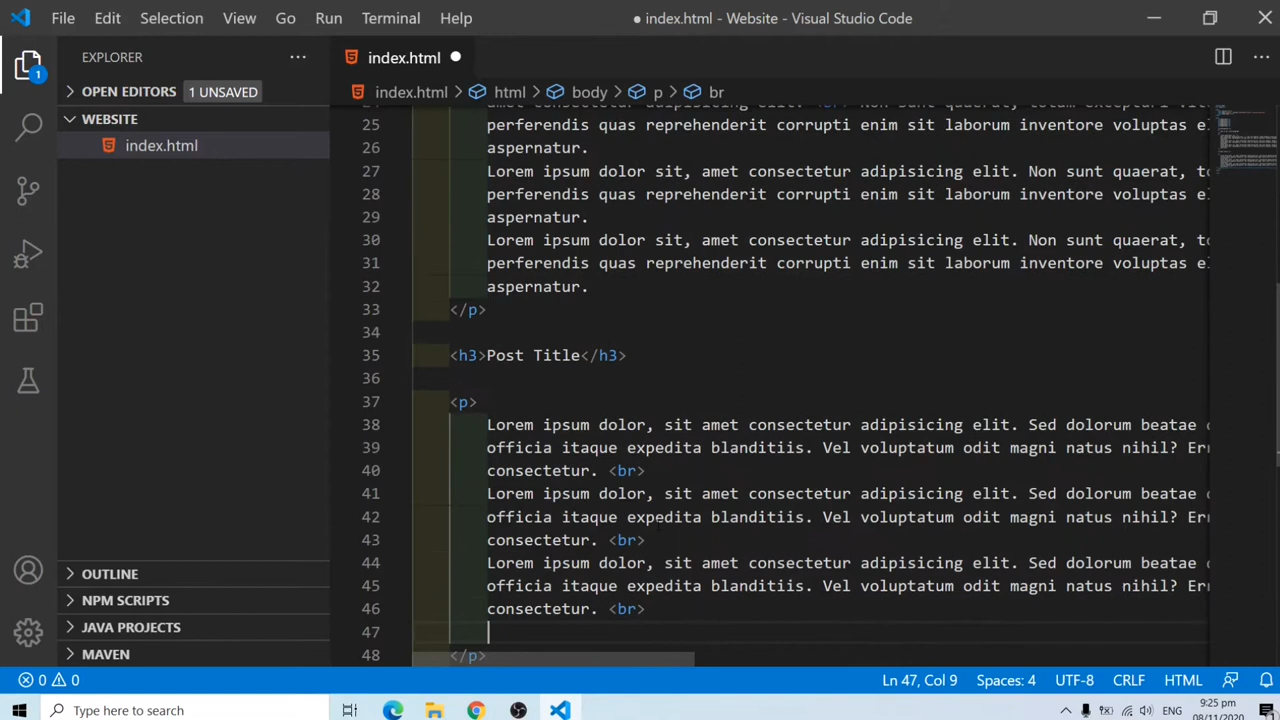 File Edit Selection View Go Run Terminal Help
● index.html - Website - Visual Studio Code
EXPLORER
index.html
OPEN EDITORS 1 UNSAVED
index.html > html > body > p > br
WEBSITE
index.html
1
25 perferendis quas reprehenderit corrupti enim sit laborum inventore voluptas
26 aspernatur.
27 Lorem ipsum dolor sit, amet consectetur adipisicing elit. Non sunt quaerat,
28 perferendis quas reprehenderit corrupti enim sit laborum inventore voluptas
29 aspernatur.
30 Lorem ipsum dolor sit, amet consectetur adipisicing elit. Non sunt quaerat,
31 perferendis quas reprehenderit corrupti enim sit laborum inventore voluptas
32 aspernatur.
33 </p>
34
35 <h3>Post Title</h3>
36
37 <p>
38 Lorem ipsum dolor, sit amet consectetur adipisicing elit. Sed dolorum beatae
39 officia itaque expedita blanditiis. Vel voluptatum odit magni natus nihil?
40 consectetur. <br>
41 Lorem ipsum dolor, sit amet consectetur adipisicing elit. Sed dolorum beatae
42 officia itaque expedita blanditiis. Vel voluptatum odit magni natus nihil?
43 consectetur. <br>
44 Lorem ipsum dolor, sit amet consectetur adipisicing elit. Sed dolorum beatae
45 officia itaque expedita blanditiis. Vel voluptatum odit magni natus nihil?
46 consectetur. <br>
47
48 </p>
OUTLINE
NPM SCRIPTS
JAVA PROJECTS
MAVEN
0 0 Ln 47, Col 9 Spaces: 4 UTF-8 CRLF HTML
Type here to search
ENG
9:25 pm
08/11/2020